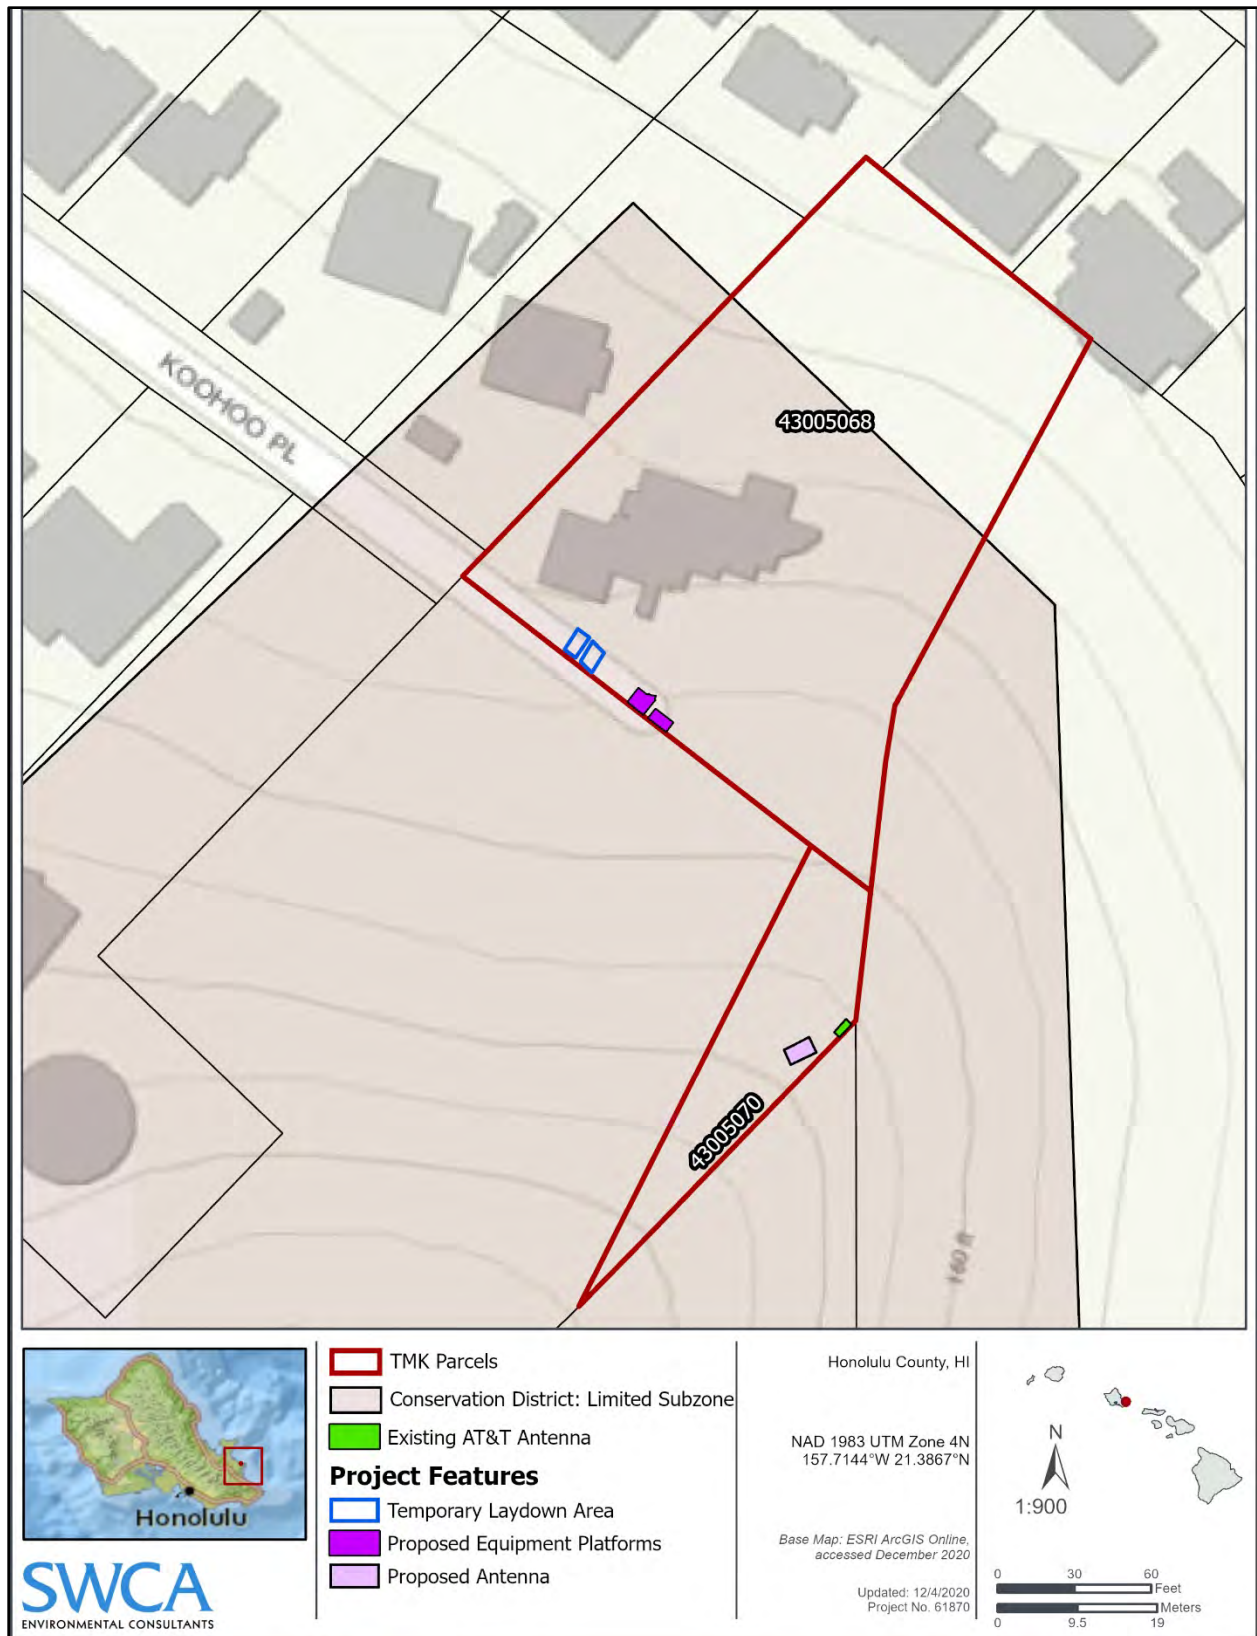 KOOHOO PL
43005068
43005070
160 ft
Honolulu
SWCA
ENVIRONMENTAL CONSULTANTS
TMK Parcels
Conservation District: Limited Subzone
Existing AT&T Antenna
Project Features
Temporary Laydown Area
Proposed Equipment Platforms
Proposed Antenna
Honolulu County, HI
NAD 1983 UTM Zone 4N
157.7144°W 21.3867°N
Base Map: ESRI ArcGIS Online,
accessed December 2020
Updated: 12/4/2020
Project No. 61870
N
1:900
0 30 60
Feet
Meters
0 9.5 19